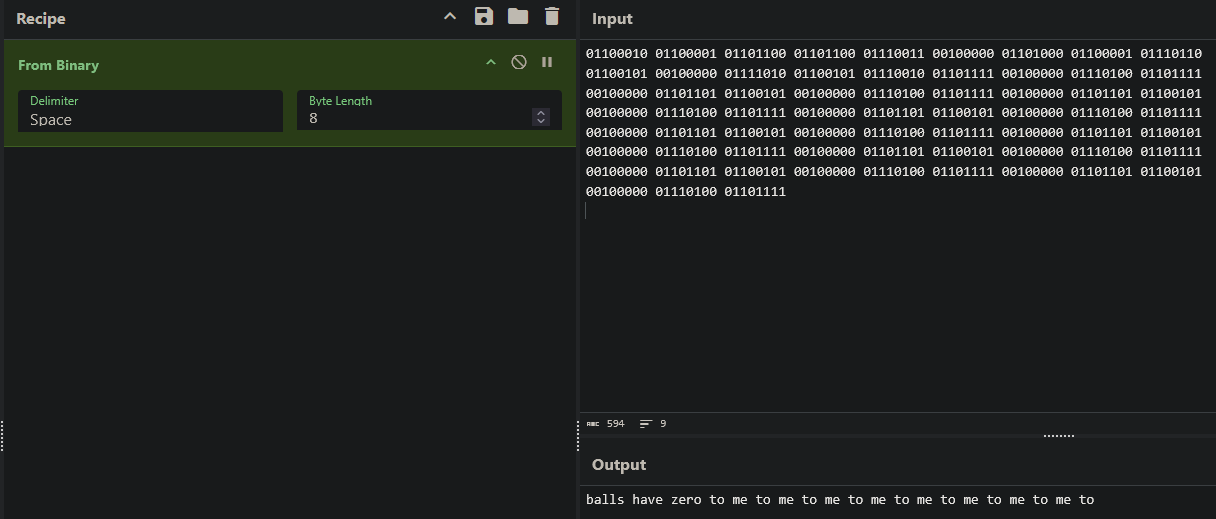 Recipe
From Binary
Delimiter
Space
Byte Length
8
Input
01100010 01100001 01101100 01101100 01110011 00100000 01101000 01100001 01110110
01100101 00100000 01111010 01100101 01110010 01101111 00100000 01110100 01101111
00100000 01101101 01100101 00100000 01110100 01101111 00100000 01101101 01100101
00100000 01110100 01101111 00100000 01101101 01100101 00100000 01110100 01101111
00100000 01101101 01100101 00100000 01110100 01101111 00100000 01101101 01100101
00100000 01110100 01101111 00100000 01101101 01100101 00100000 01110100 01101111
00100000 01101101 01100101 00100000 01110100 01101111 00100000 01101101 01100101
00100000 01110100 01101111
ABC 594 9
Output
balls have zero to me to me to me to me to me to me to me to me to